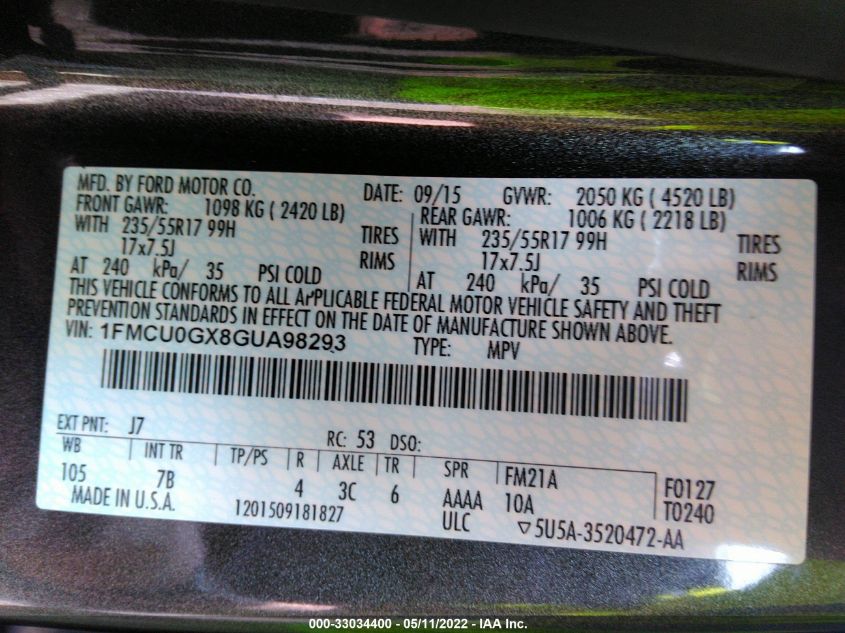 MFD. BY FORD MOTOR CO. DATE: 09/15 GVWR: 2050 KG ( 4520 LB)
FRONT GAWR: 1098 KG ( 2420 LB) REAR GAWR: 1006 KG ( 2218 LB)
WITH 235/55R17 99H TIRES WITH 235/55R17 99H TIRES
17x7.5J RIMS 17x7.5J RIMS
AT 240 kPa/ 35 PSI COLD AT 240 kPa/ 35 PSI COLD
THIS VEHICLE CONFORMS TO ALL APPLICABLE FEDERAL MOTOR VEHICLE SAFETY AND THEFT
PREVENTION STANDARDS IN EFFECT ON THE DATE OF MANUFACTURE SHOWN ABOVE.
VIN: 1FMCU0GX8GUA98293 TYPE: MPV
EXT PNT: J7 RC: 53 DSO:
WB INT TR TP/PS R AXLE TR SPR FM21A F0127
105 7B 4 3C 6 AAAA 10A T0240
MADE IN U.S.A. 1201509181827 ULC ▽5U5A-3520472-AA
000-33034400 - 05/11/2022 - IAA Inc.